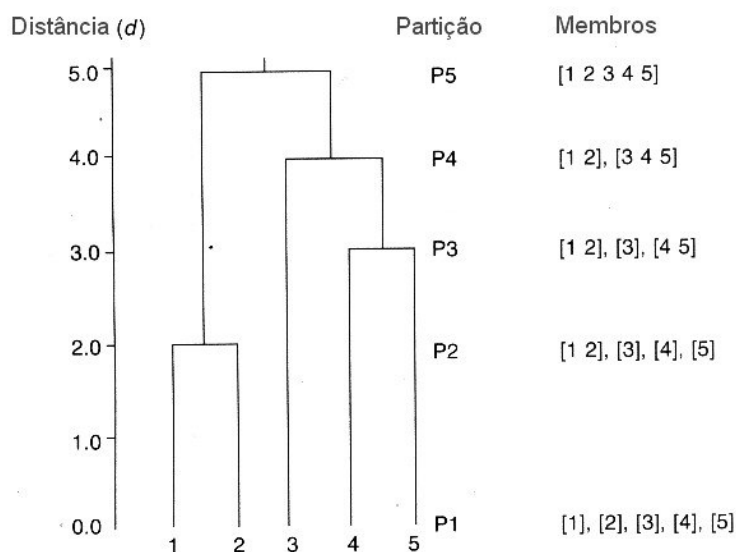 Distância (d) Partição Membros
5.0 P5 [1 2 3 4 5]
4.0 P4 [1 2], [3 4 5]
3.0 P3 [1 2], [3], [4 5]
2.0 P2 [1 2], [3], [4], [5]
1.0
0.0 P1 [1], [2], [3], [4], [5]
1 2 3 4 5